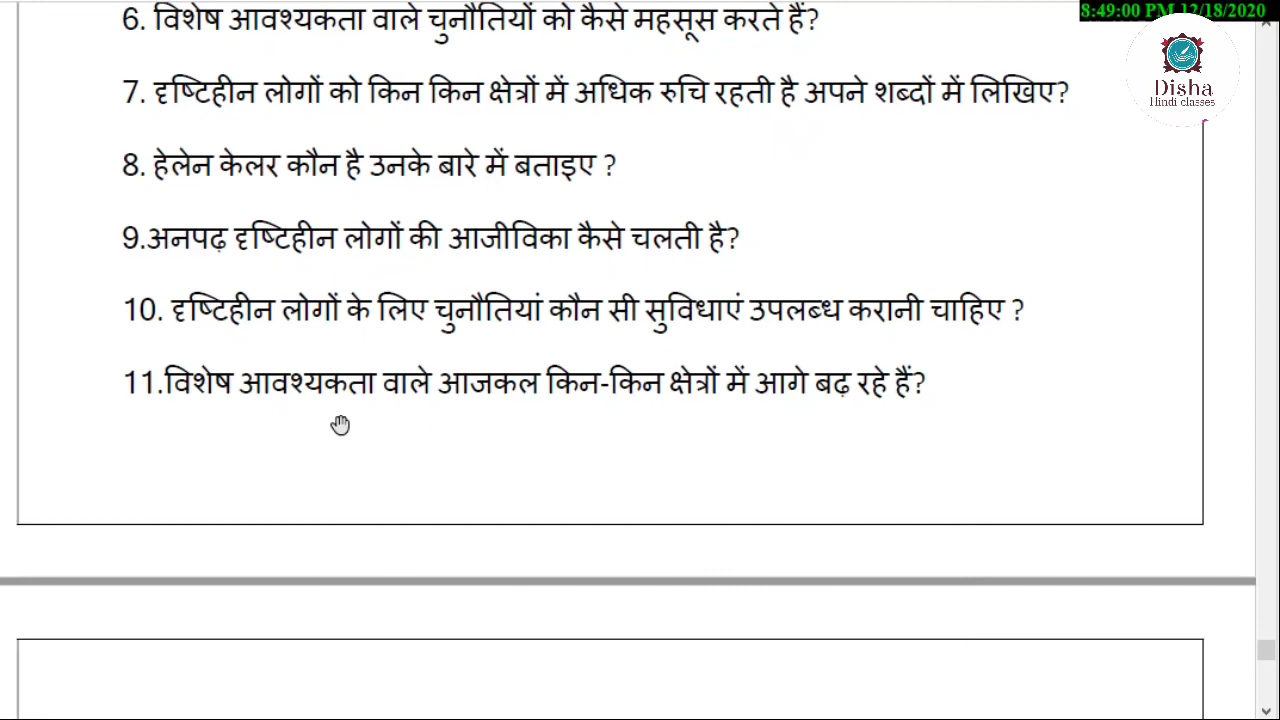 8:49:00 PM 12/18/2020
6. विशेष आवश्यकता वाले चुनौतियों को कैसे महसूस करते हैं?
Disha
Hindi classes
7. दृष्टिहीन लोगों को किन किन क्षेत्रों में अधिक रुचि रहती है अपने शब्दों में लिखिए?
8. हेलेन केलर कौन है उनके बारे में बताइए ?
9.अनपढ़ दृष्टिहीन लोगों की आजीविका कैसे चलती है?
10. दृष्टिहीन लोगों के लिए चुनौतियां कौन सी सुविधाएं उपलब्ध करानी चाहिए ?
11.विशेष आवश्यकता वाले आजकल किन-किन क्षेत्रों में आगे बढ़ रहे हैं?